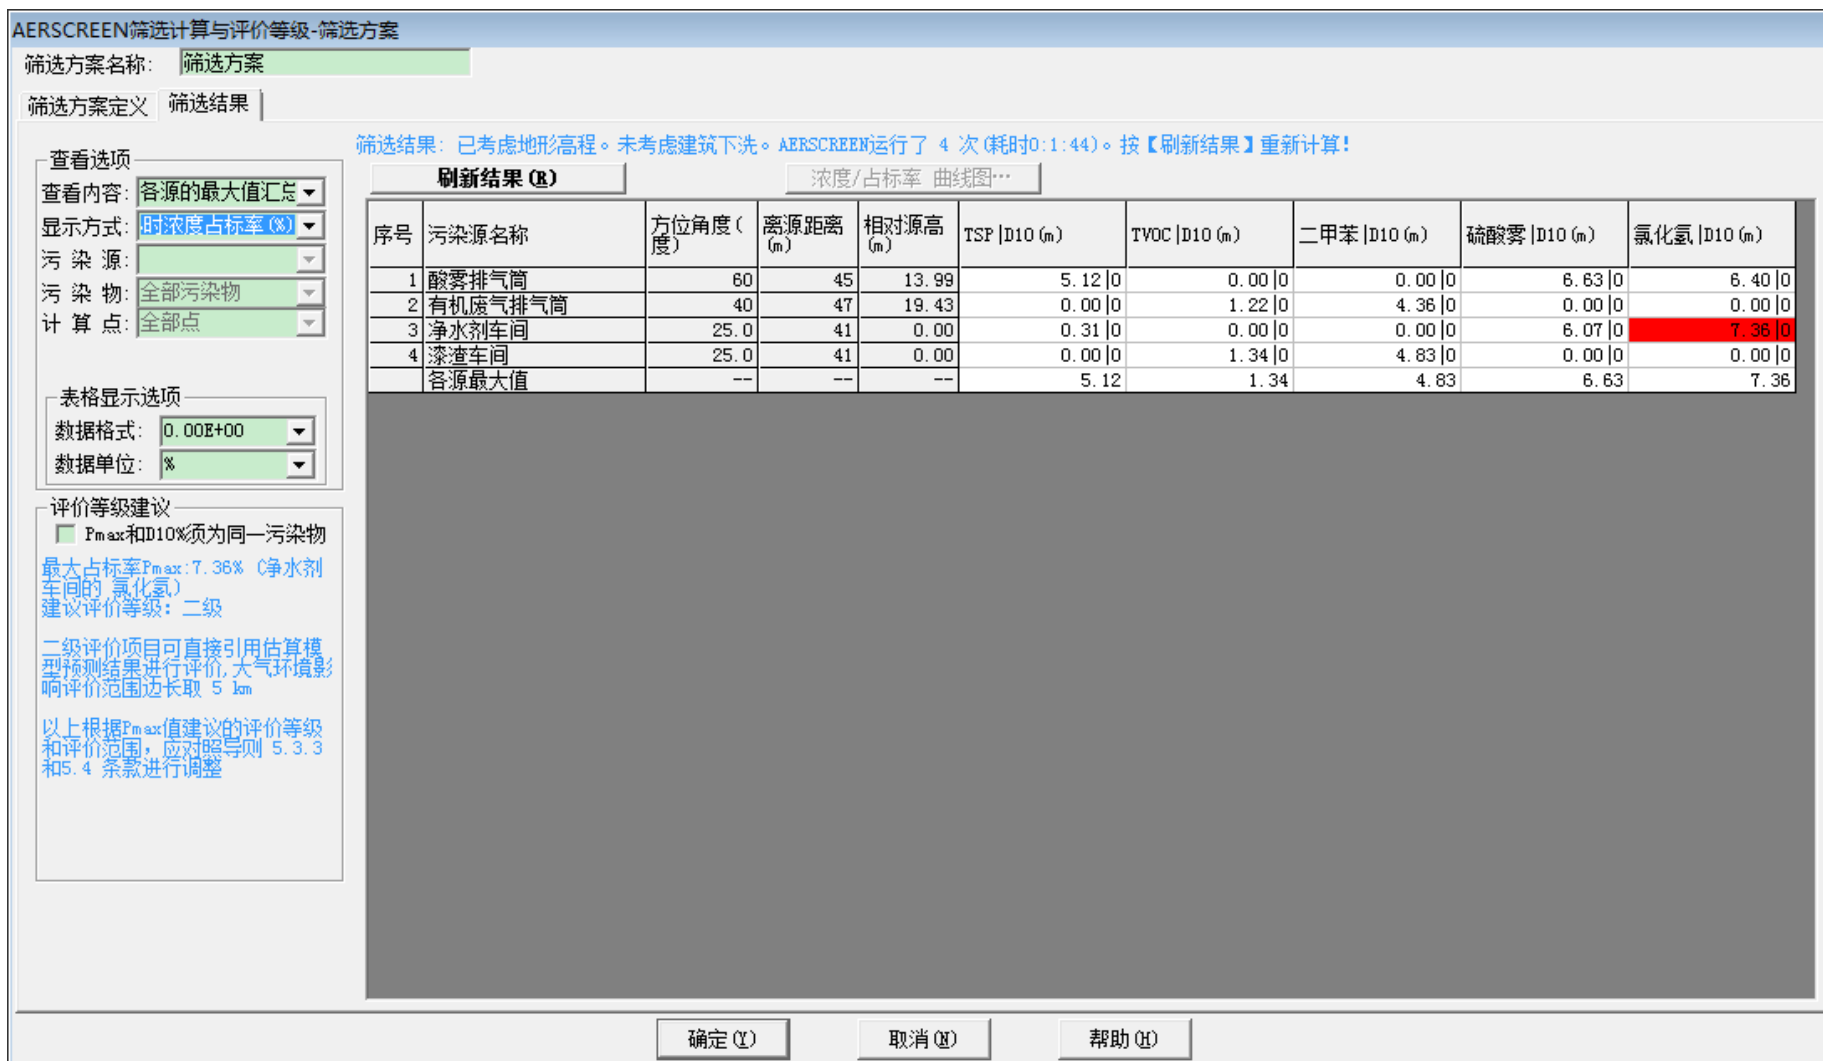 AERSCREEN筛选计算与评价等级-筛选方案
筛选方案名称: 筛选方案
筛选方案定义 筛选结果
筛选结果: 已考虑地形高程。未考虑建筑下洗。AERSCREEN运行了 4 次(耗时0:1:44)。按【刷新结果】重新计算!
刷新结果(R) 浓度/占标率 曲线图…
查看选项
查看内容: 各源的最大值汇总
显示方式: 时浓度占标率(%)
污 染 源:
污 染 物: 全部污染物
计 算 点: 全部点
表格显示选项
数据格式: 0.00E+00
数据单位: %
评价等级建议
Pmax和D10%须为同一污染物
最大占标率Pmax:7.36% (净水剂
车间的 氯化氢)
建议评价等级: 二级
二级评价项目可直接引用估算模
型预测结果进行评价,大气环境影
响评价范围边长取 5 km
以上根据Pmax值建议的评价等级
和评价范围, 应对照导则 5.3.3
和5.4 条款进行调整
序号 污染源名称 方位角度(度) 离源距离(m) 相对源高(m) TSP|D10(m) TVOC|D10(m) 二甲苯|D10(m) 硫酸雾|D10(m) 氯化氢|D10(m)
1 酸雾排气筒 60 45 13.99 5.12|0 0.00|0 0.00|0 6.63|0 6.40|0
2 有机废气排气筒 40 47 19.43 0.00|0 1.22|0 4.36|0 0.00|0 0.00|0
3 净水剂车间 25.0 41 0.00 0.31|0 0.00|0 0.00|0 6.07|0 7.36|0
4 漆渣车间 25.0 41 0.00 0.00|0 1.34|0 4.83|0 0.00|0 0.00|0
各源最大值 -- -- -- 5.12 1.34 4.83 6.63 7.36
确定(Y) 取消(N) 帮助(H)